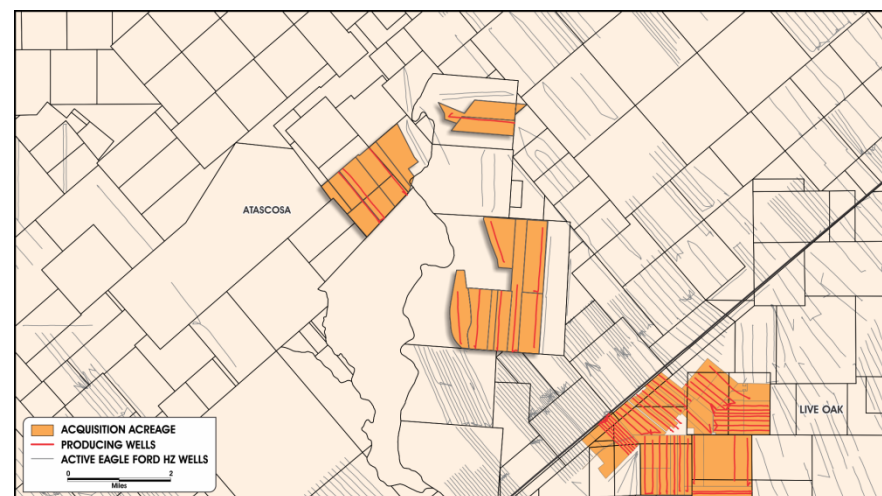 ATASCOSA
LIVE OAK
ACQUISITION ACREAGE
PRODUCING WELLS
ACTIVE EAGLE FORD HZ WELLS
0 2
Miles